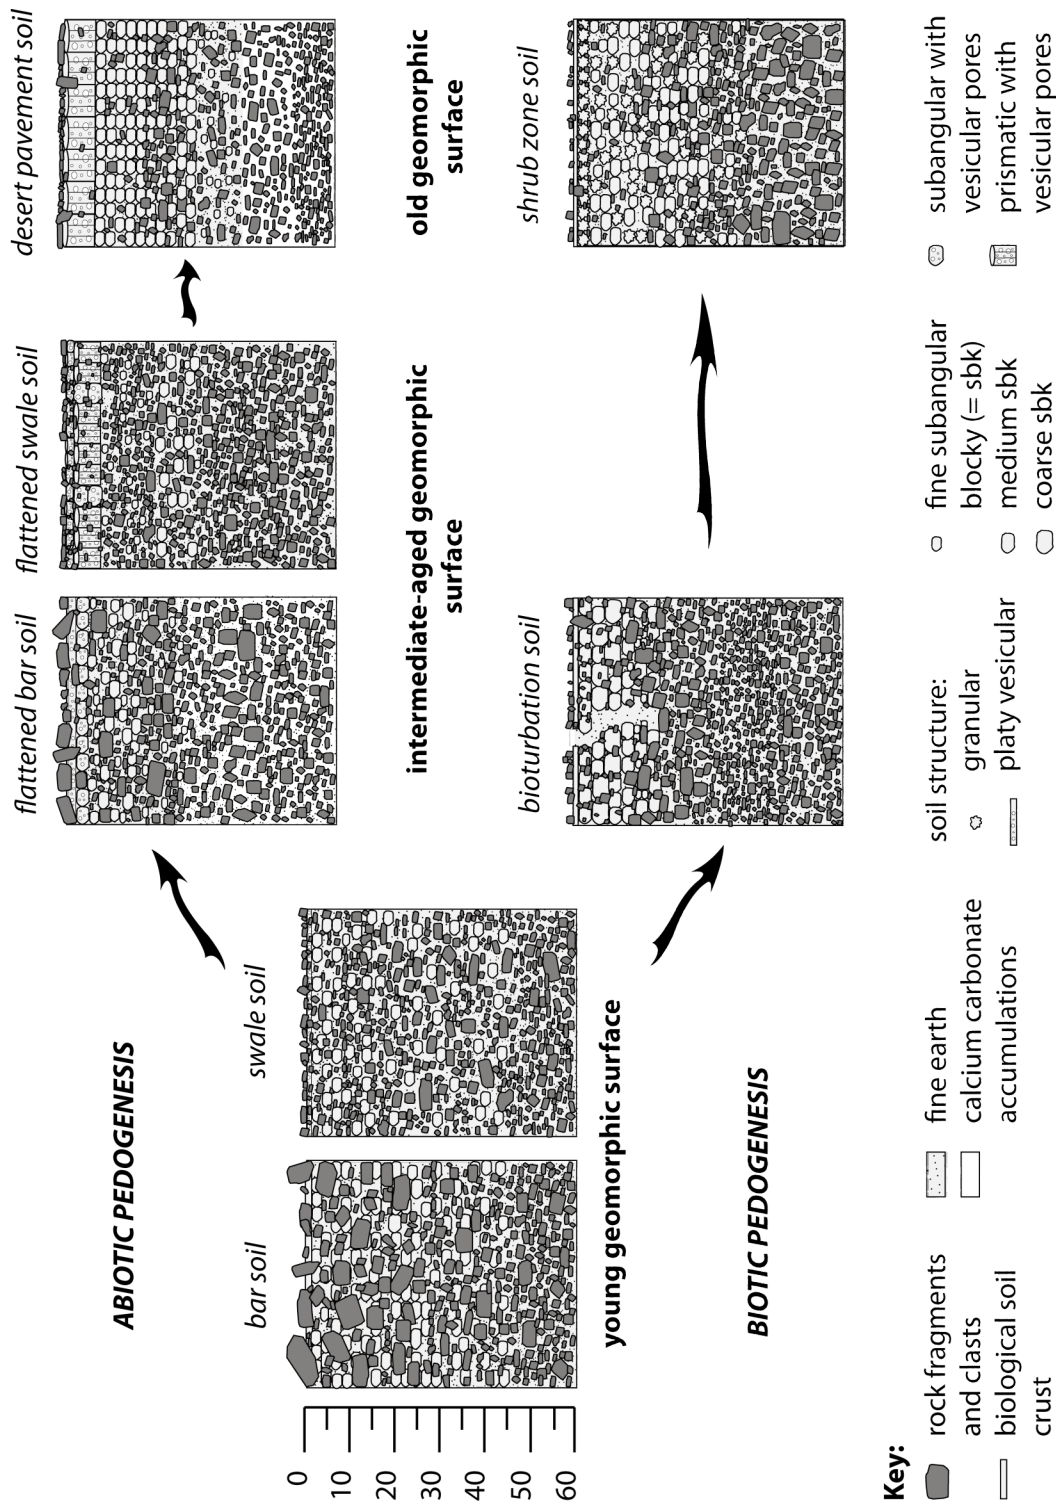 ABIOTIC PEDOGENESIS
flattened bar soil
flattened swale soil
desert pavement soil
bar soil
swale soil
0
10
20
30
40
50
60
young geomorphic surface
intermediate-aged geomorphic
surface
old geomorphic
surface
bioturbation soil
shrub zone soil
BIOTIC PEDOGENESIS
Key:
rock fragments
and clasts
biological soil
crust
fine earth
calcium carbonate
accumulations
soil structure:
granular
platy vesicular
fine subangular
blocky (= sbk)
medium sbk
coarse sbk
subangular with
vesicular pores
prismatic with
vesicular pores